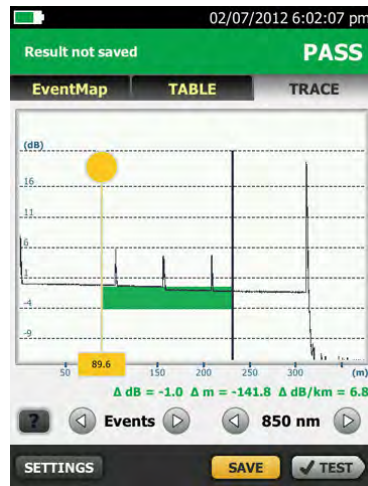 02/07/2012 6:02:07 pm
Result not saved PASS
EventMap TABLE TRACE
(dB)
16
11
6
1
-4
-9
89.6
50 150 200 250 300 (m)
Δ dB = -1.0 Δ m = -141.8 Δ dB/km = 6.8
? Events 850 nm
SETTINGS SAVE TEST